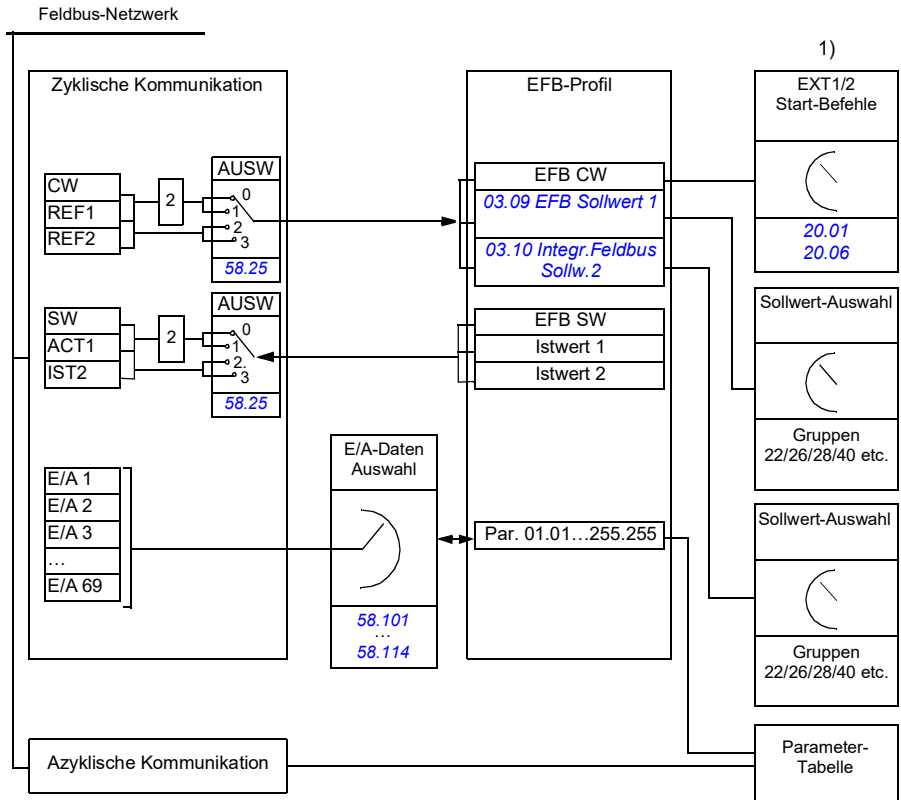 Feldbus-Netzwerk
1)
Zyklische Kommunikation
CW
REF1
REF2
2
AUSW
0
1
2
3
58.25
SW
ACT1
IST2
2
AUSW
0
1
2.
3
58.25
E/A 1
E/A 2
E/A 3
...
E/A 69
E/A-Daten
Auswahl
58.101
...
58.114
EFB-Profil
EFB CW
03.09 EFB Sollwert 1
03.10 Integr.Feldbus
Sollw.2
EFB SW
Istwert 1
Istwert 2
Par. 01.01…255.255
EXT1/2
Start-Befehle
20.01
20.06
Sollwert-Auswahl
Gruppen
22/26/28/40 etc.
Sollwert-Auswahl
Gruppen
22/26/28/40 etc.
Azyklische Kommunikation
Parameter-
Tabelle